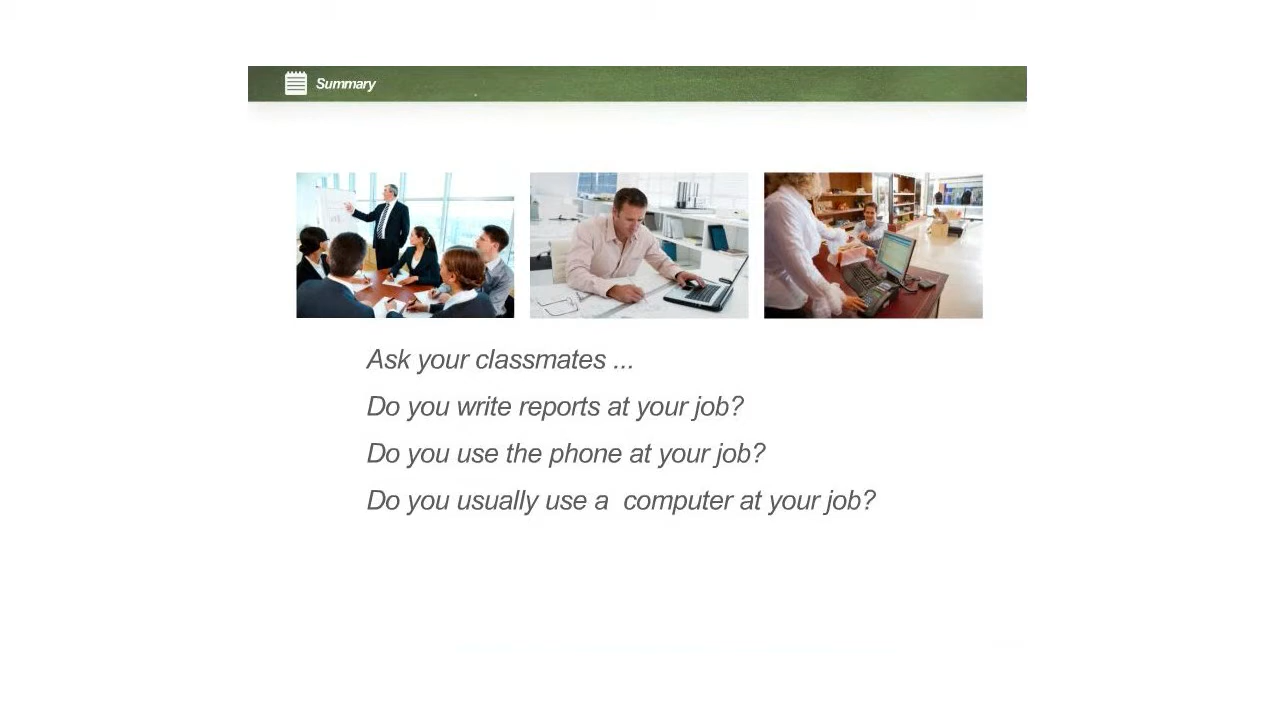 Summary
Ask your classmates ...
Do you write reports at your job?
Do you use the phone at your job?
Do you usually use a  computer at your job?